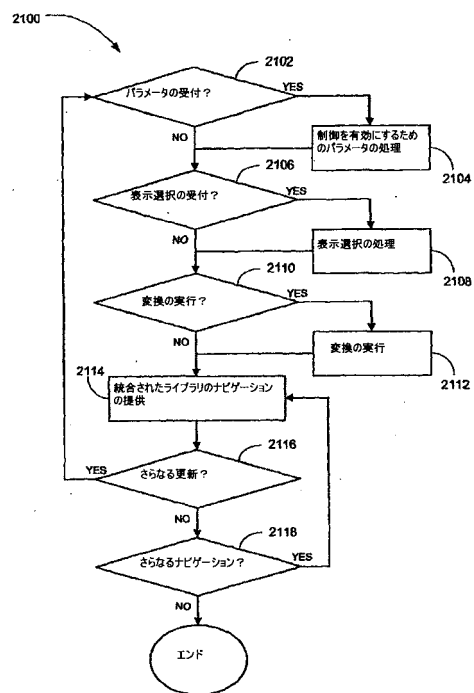 2100
2102
パラメータの受付？
YES
NO
制御を有効にするため
のパラメータの処理
2104
2106
表示選択の受付？
YES
NO
表示選択の処理
2108
2110
変換の実行？
YES
NO
変換の実行
2112
2114
統合されたライブラリのナビゲーション
の提供
2116
さらなる更新？
YES
NO
2118
さらなるナビゲーション？
YES
NO
エンド